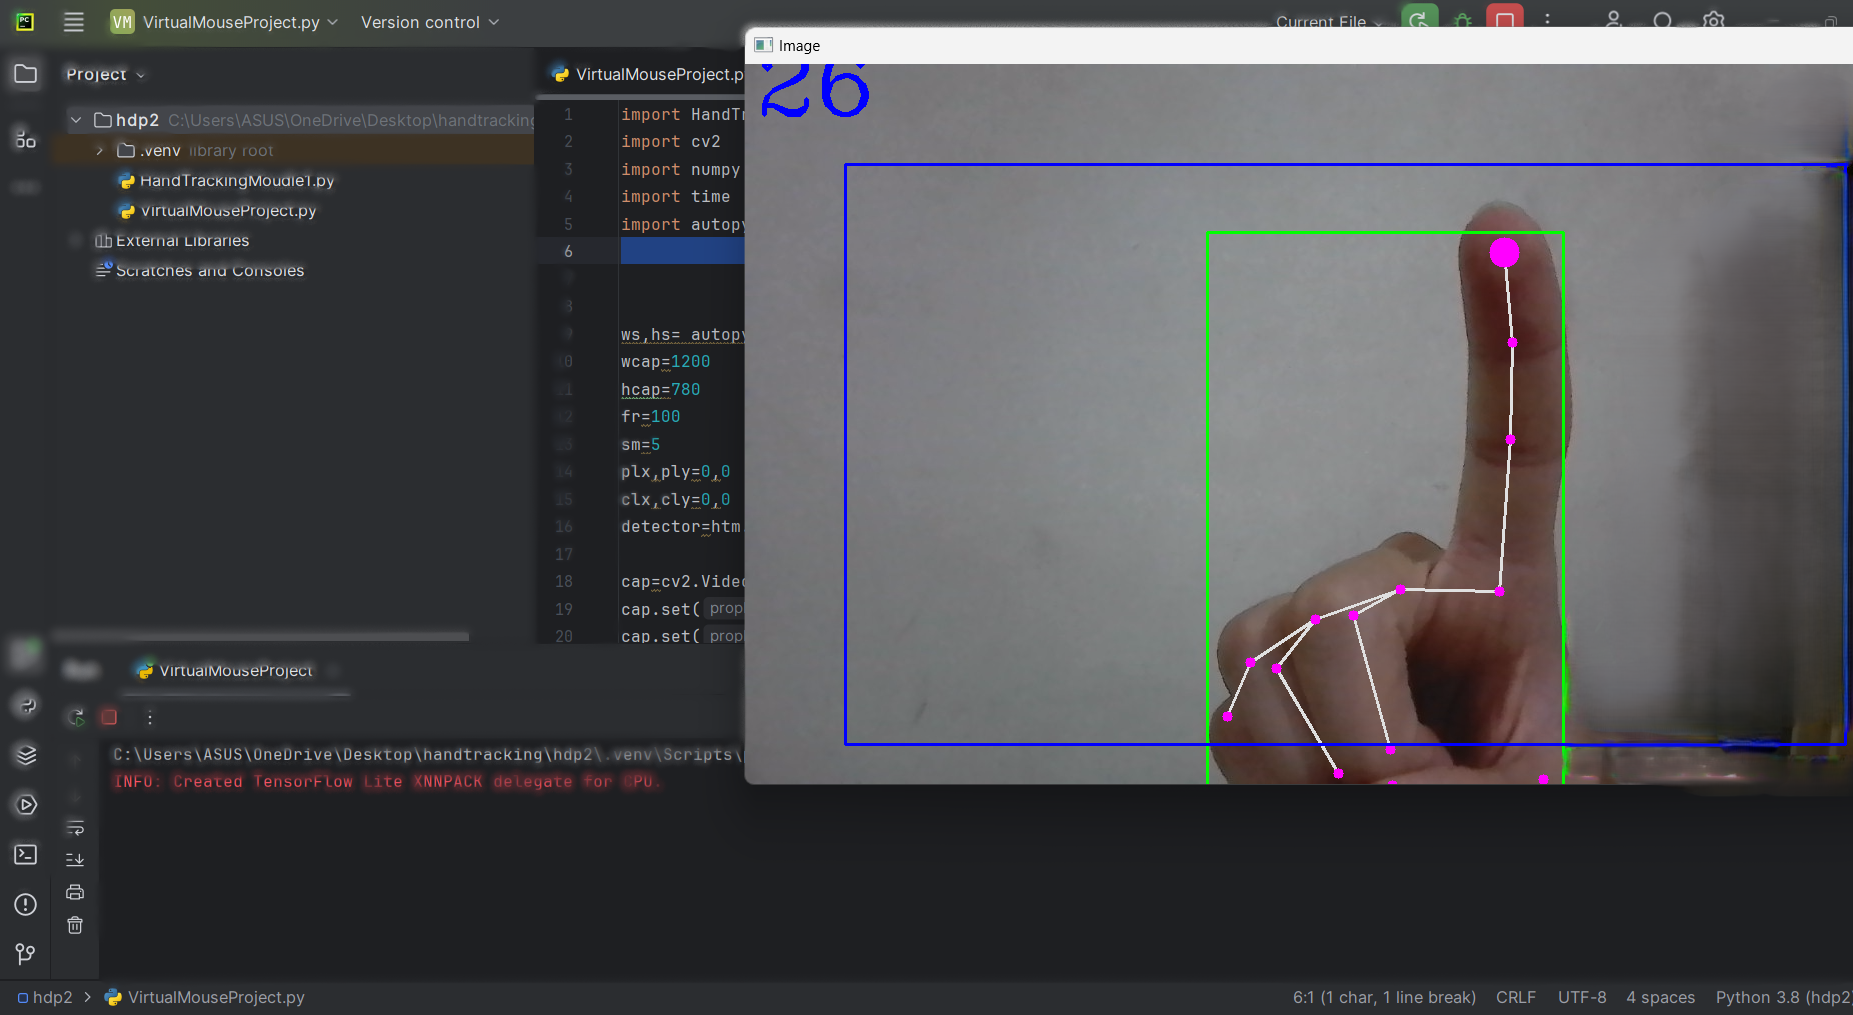 VM VirtualMouseProject.py Version control Current File
Project
hdp2 C:\Users\ASUS\OneDrive\Desktop\handtracking
.venv library root
HandTrackingMoudle1.py
VirtualMouseProject.py
External Libraries
Scratches and Consoles
VirtualMouseProject.p
1 import HandTr
2 import cv2
3 import numpy
4 import time
5 import autopy
6
7
8
9 ws,hs= autopy
10 wcap=1200
11 hcap=780
12 fr=100
13 sm=5
14 plx,ply=0,0
15 clx,cly=0,0
16 detector=htm
17
18 cap=cv2.Video
19 cap.set( prop
20 cap.set( prop
Image
26
Run VirtualMouseProject
C:\Users\ASUS\OneDrive\Desktop\handtracking\hdp2\.venv\Scripts\
INFO: Created TensorFlow Lite XNNPACK delegate for CPU.
hdp2 > VirtualMouseProject.py 6:1 (1 char, 1 line break) CRLF UTF-8 4 spaces Python 3.8 (hdp2)